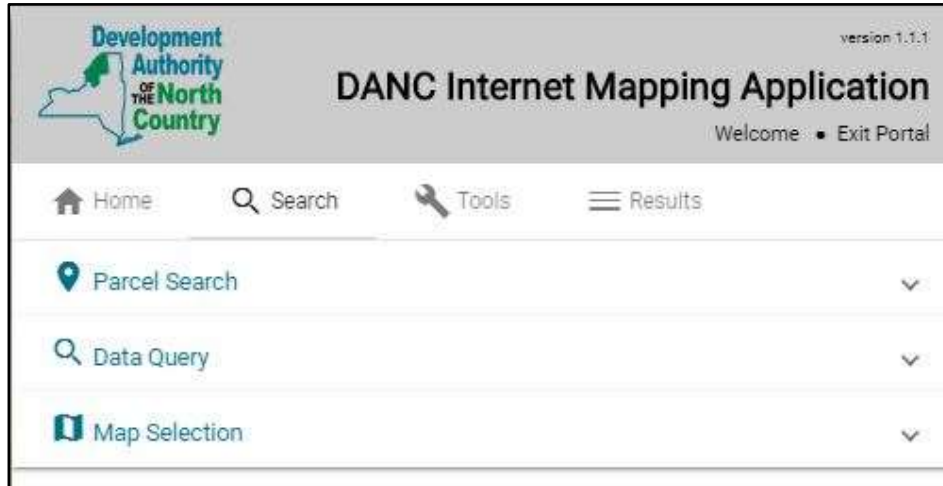 Development
Authority
OF THE North
Country
version 1.1.1
DANC Internet Mapping Application
Welcome • Exit Portal
Home Search Tools Results
Parcel Search
Data Query
Map Selection